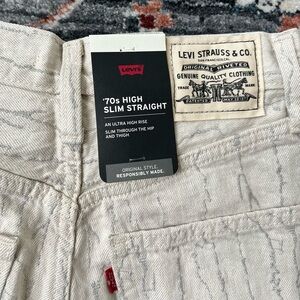 Levi's
'70s HIGH
SLIM STRAIGHT
AN ULTRA HIGH RISE
SLIM THROUGH THE HIP
AND THIGH
ORIGINAL STYLE.
RESPONSIBLY MADE.
LEVI STRAUSS & CO.
SAN FRANCISCO, CAL.
ORIGINAL RIVETED
GENUINE QUALITY CLOTHING
TRADE MARK
PATENTED MAY 20 1873